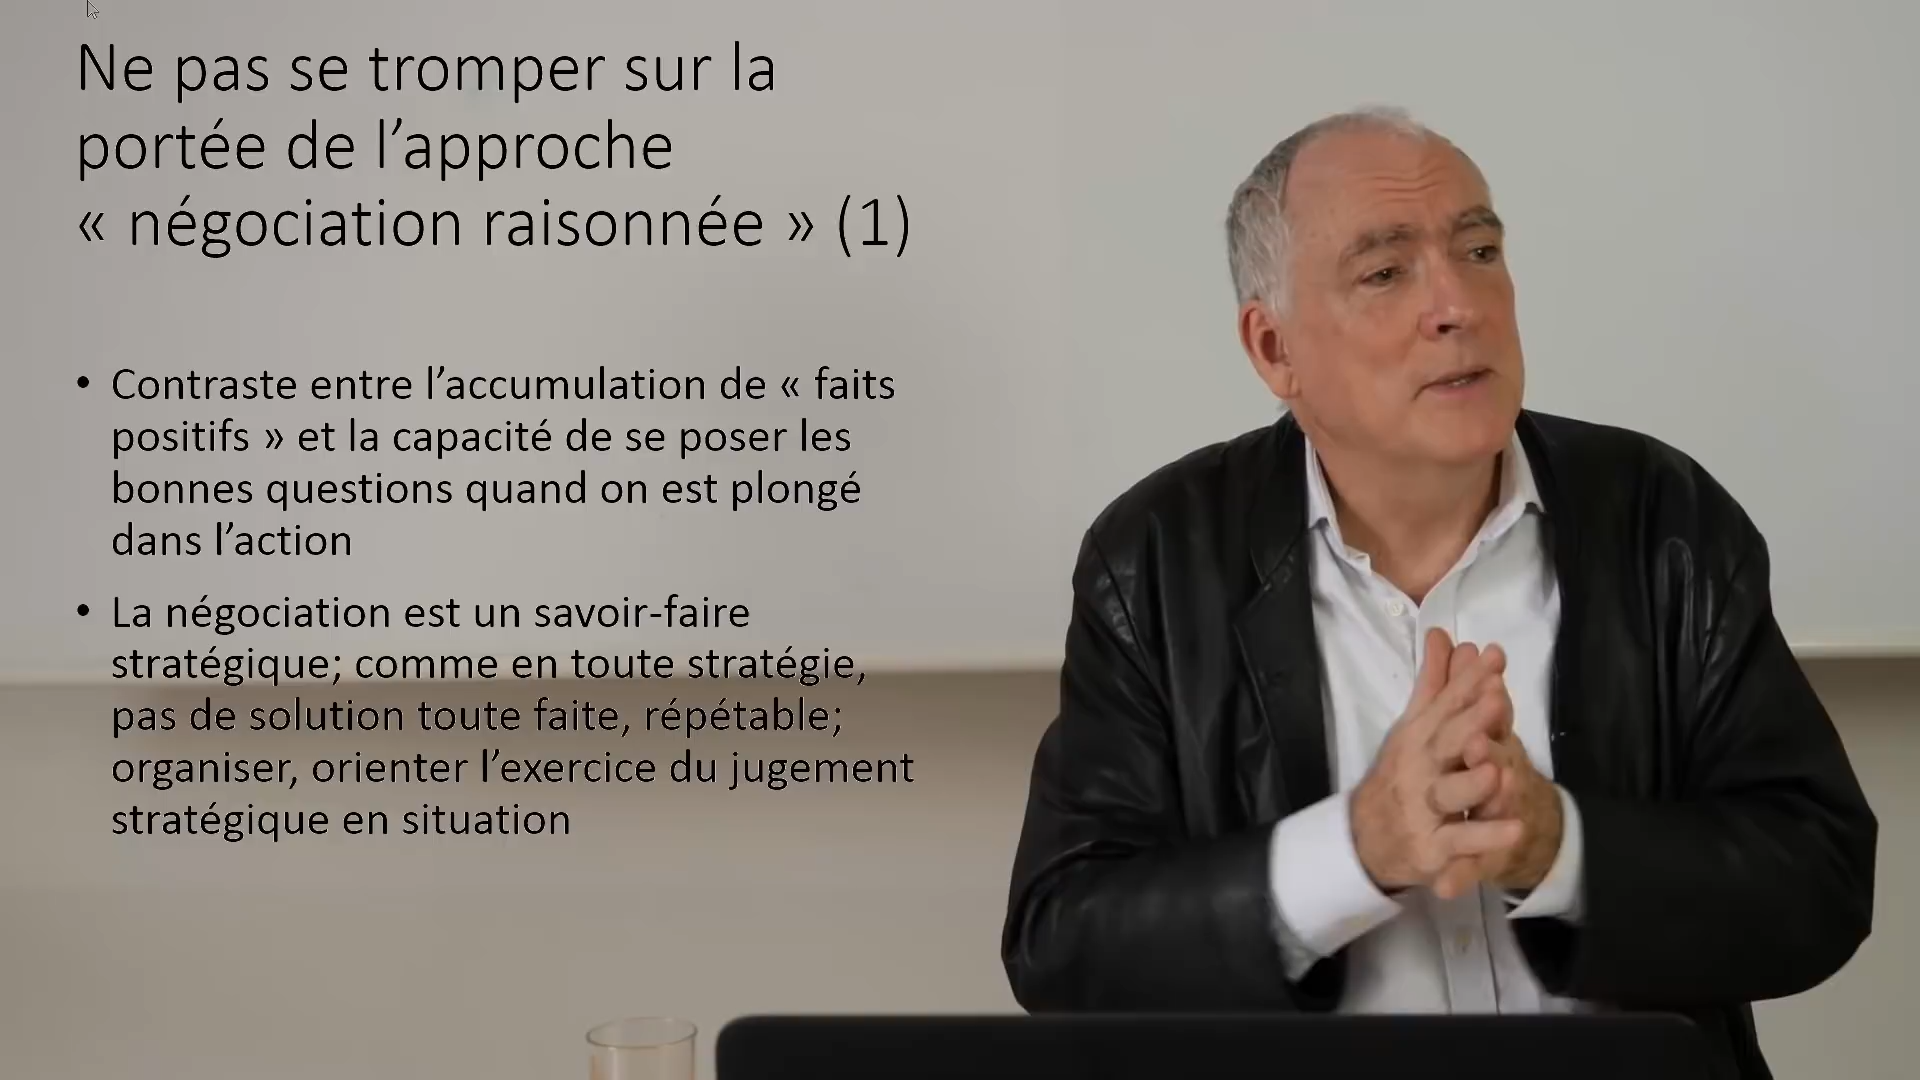 Ne pas se tromper sur la
portée de l’approche
« négociation raisonnée » (1)
• Contraste entre l’accumulation de « faits
positifs » et la capacité de se poser les
bonnes questions quand on est plongé
dans l’action
• La négociation est un savoir-faire
stratégique; comme en toute stratégie,
pas de solution toute faite, répétable;
organiser, orienter l’exercice du jugement
stratégique en situation